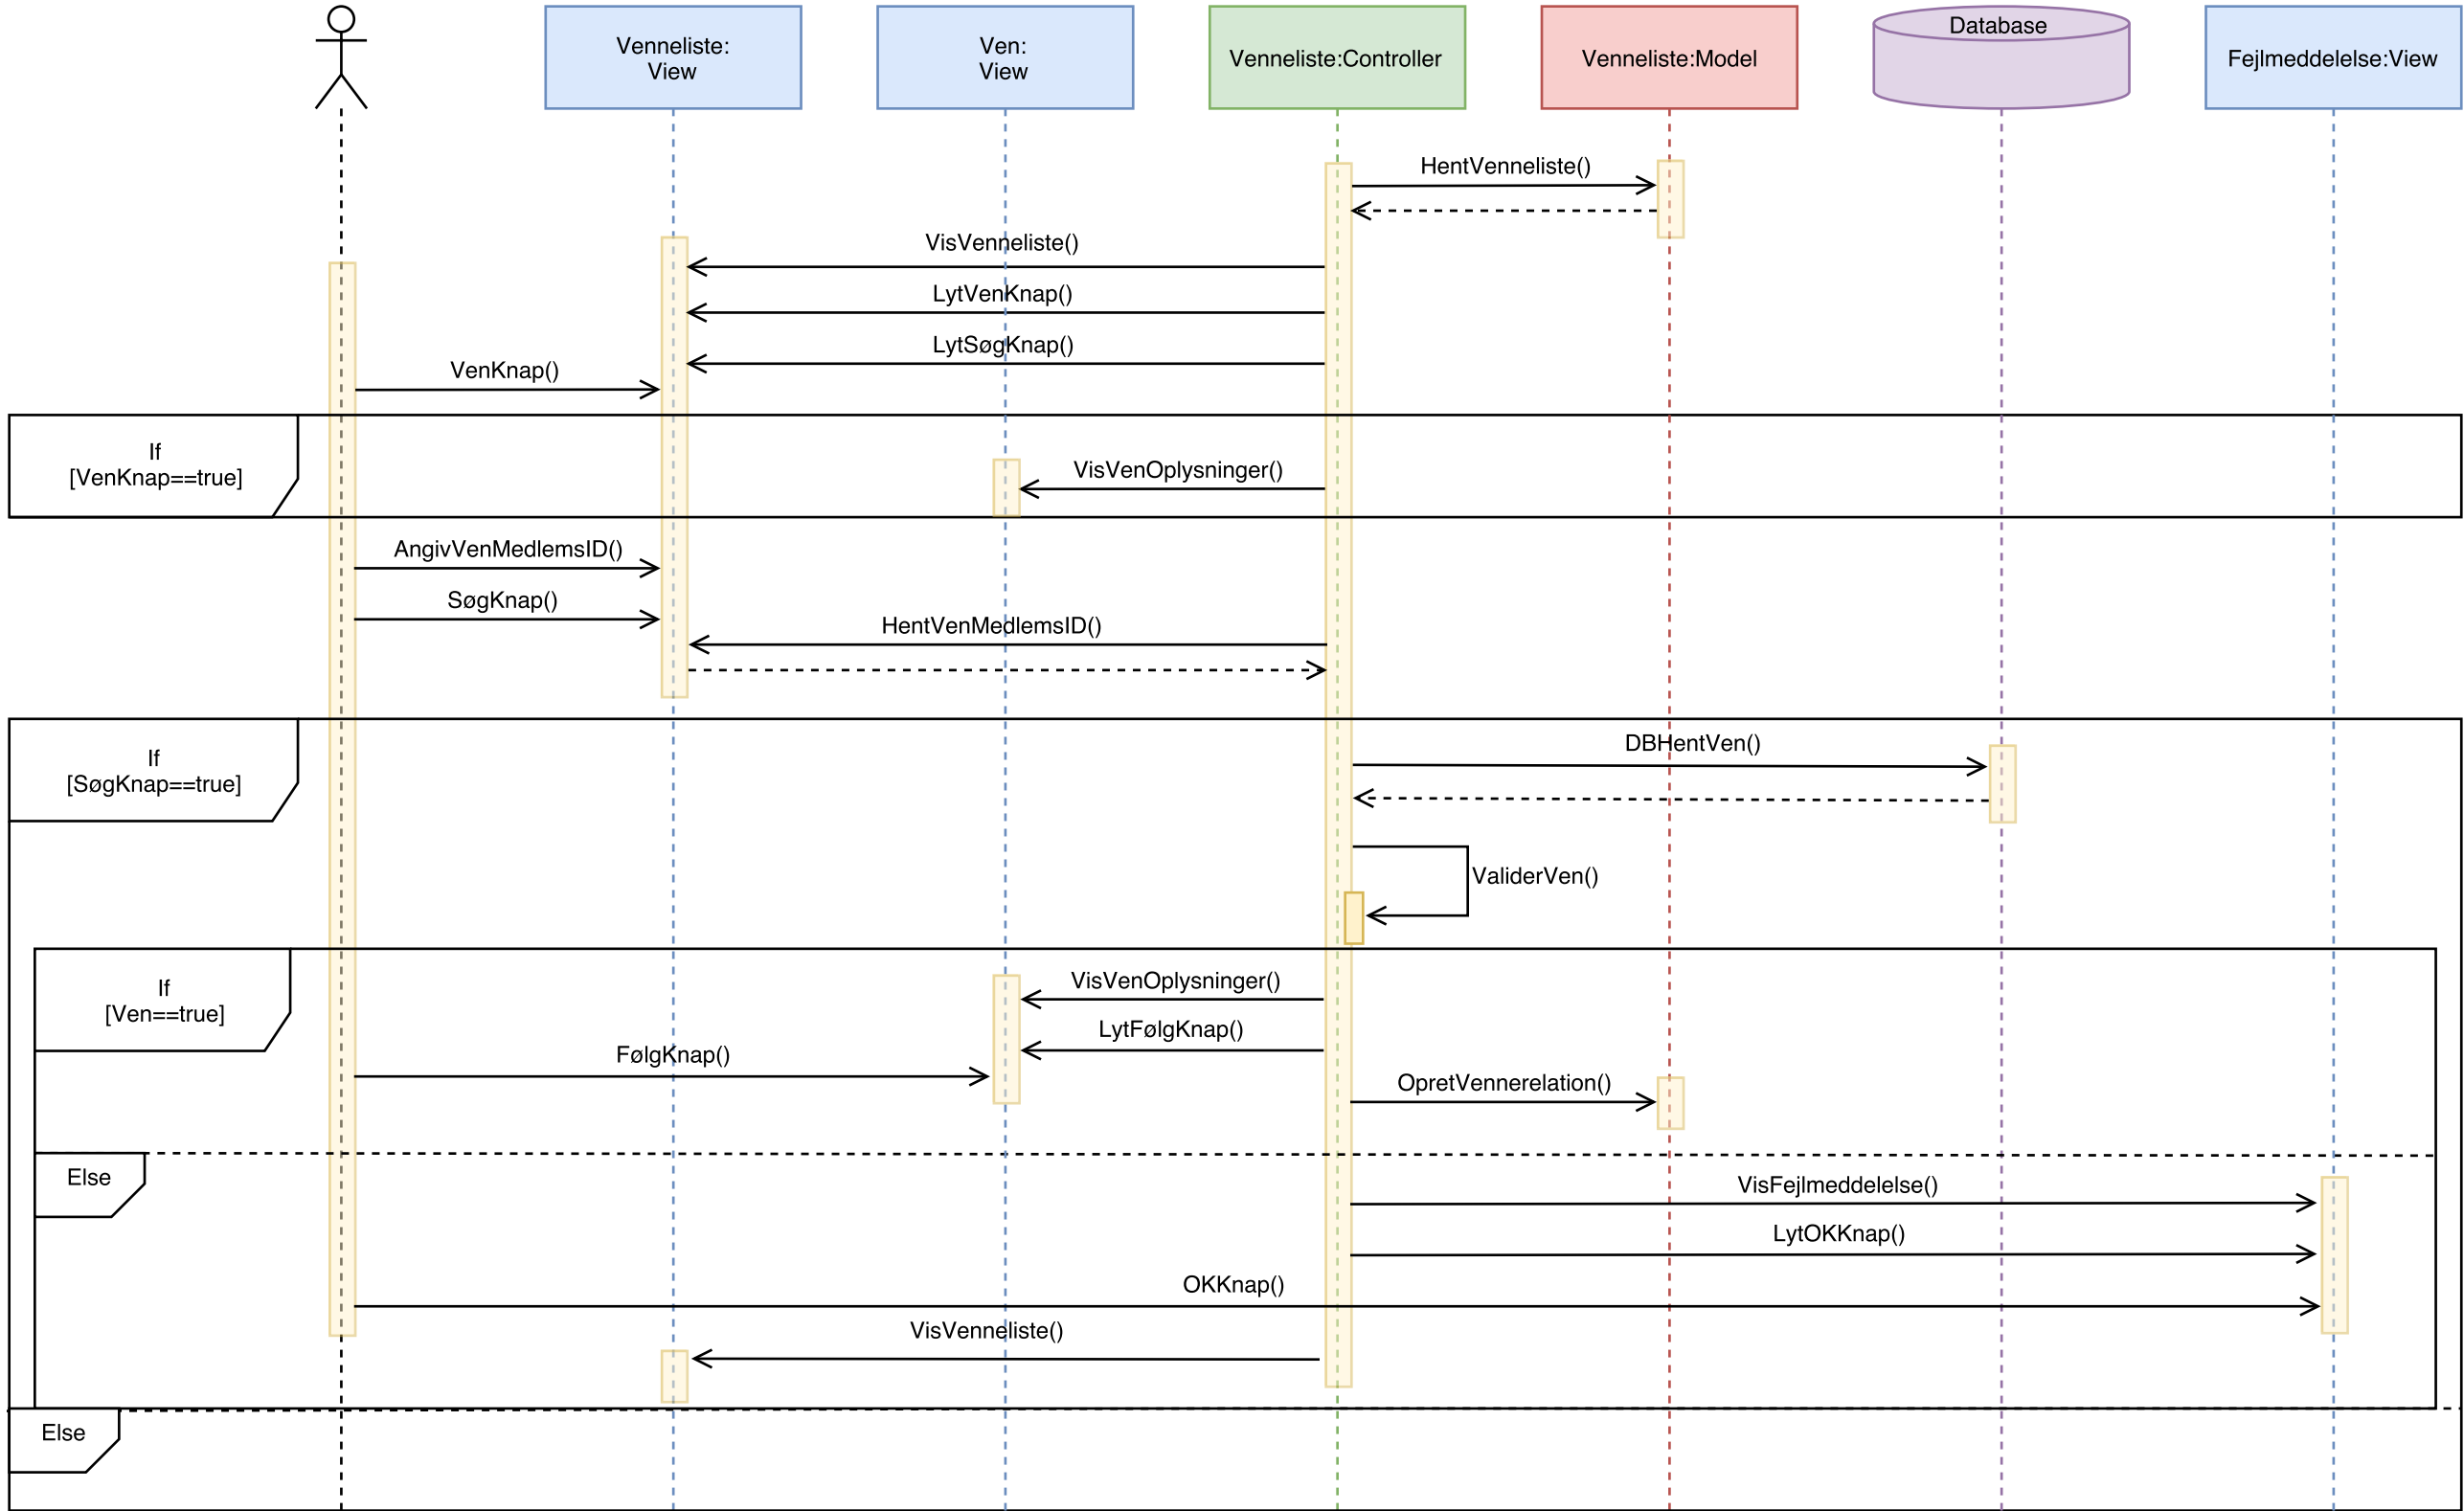 Venneliste:
View
Ven:
View
Venneliste:Controller
Venneliste:Model
Database
Fejlmeddelelse:View
HentVenneliste()
VisVenneliste()
LytVenKnap()
LytSøgKnap()
VenKnap()
If
[VenKnap==true]
VisVenOplysninger()
AngivVenMedlemsID()
SøgKnap()
HentVenMedlemsID()
If
[SøgKnap==true]
DBHentVen()
ValiderVen()
If
[Ven==true]
VisVenOplysninger()
LytFølgKnap()
FølgKnap()
OpretVennerelation()
Else
VisFejlmeddelelse()
LytOKKnap()
OKKnap()
VisVenneliste()
Else